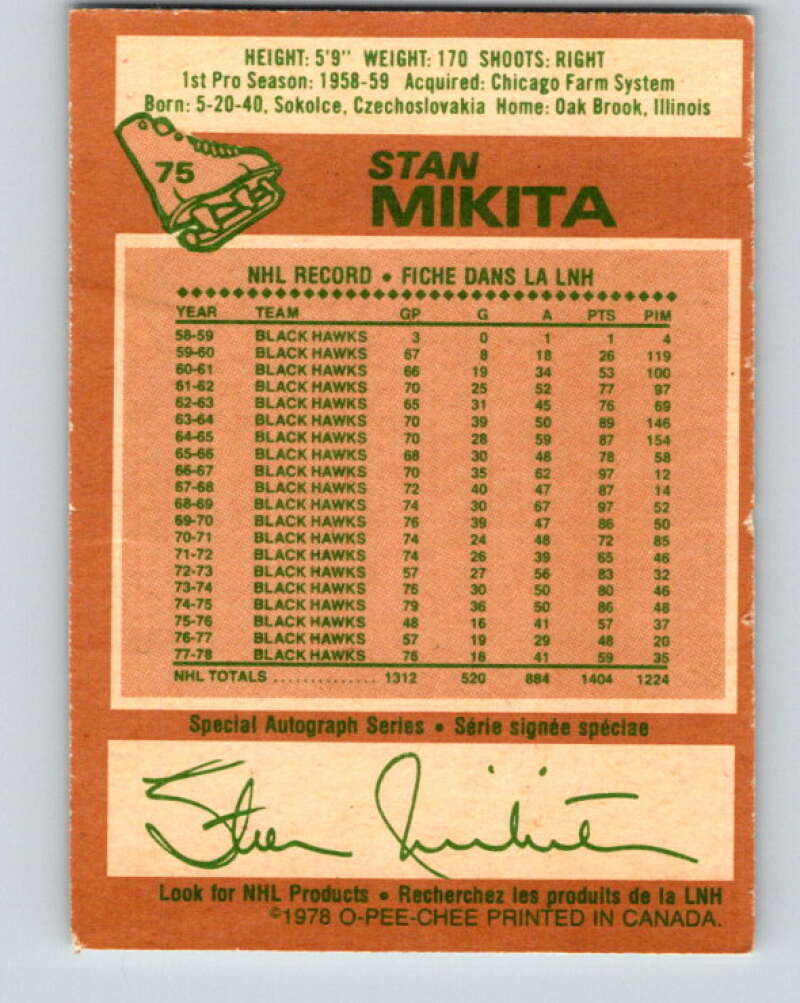 HEIGHT: 5'9" WEIGHT: 170 SHOOTS: RIGHT
1st Pro Season: 1958-59 Acquired: Chicago Farm System
Born: 5-20-40, Sokolce, Czechoslovakia Home: Oak Brook, Illinois
75
STAN
MIKITA
NHL RECORD • FICHE DANS LA LNH
YEAR TEAM GP G A PTS PIM
58-59 BLACK HAWKS 3 0 1 1 4
59-60 BLACK HAWKS 67 8 18 26 119
60-61 BLACK HAWKS 66 19 34 53 100
61-62 BLACK HAWKS 70 25 52 77 97
62-63 BLACK HAWKS 65 31 45 76 69
63-64 BLACK HAWKS 70 39 50 89 146
64-65 BLACK HAWKS 70 28 59 87 154
65-66 BLACK HAWKS 68 30 48 78 58
66-67 BLACK HAWKS 70 35 62 97 12
67-68 BLACK HAWKS 72 40 47 87 14
68-69 BLACK HAWKS 74 30 67 97 52
69-70 BLACK HAWKS 76 39 47 86 50
70-71 BLACK HAWKS 74 24 48 72 85
71-72 BLACK HAWKS 74 26 39 65 46
72-73 BLACK HAWKS 57 27 56 83 32
73-74 BLACK HAWKS 76 30 50 80 46
74-75 BLACK HAWKS 79 36 50 86 48
75-76 BLACK HAWKS 48 16 41 57 37
76-77 BLACK HAWKS 57 19 29 48 20
77-78 BLACK HAWKS 76 18 41 59 35
NHL TOTALS ............... 1312 520 884 1404 1224
Special Autograph Series • Série signée spéciae
Stan Mikita
Look for NHL Products • Recherchez les produits de la LNH
©1978 O-PEE-CHEE PRINTED IN CANADA.